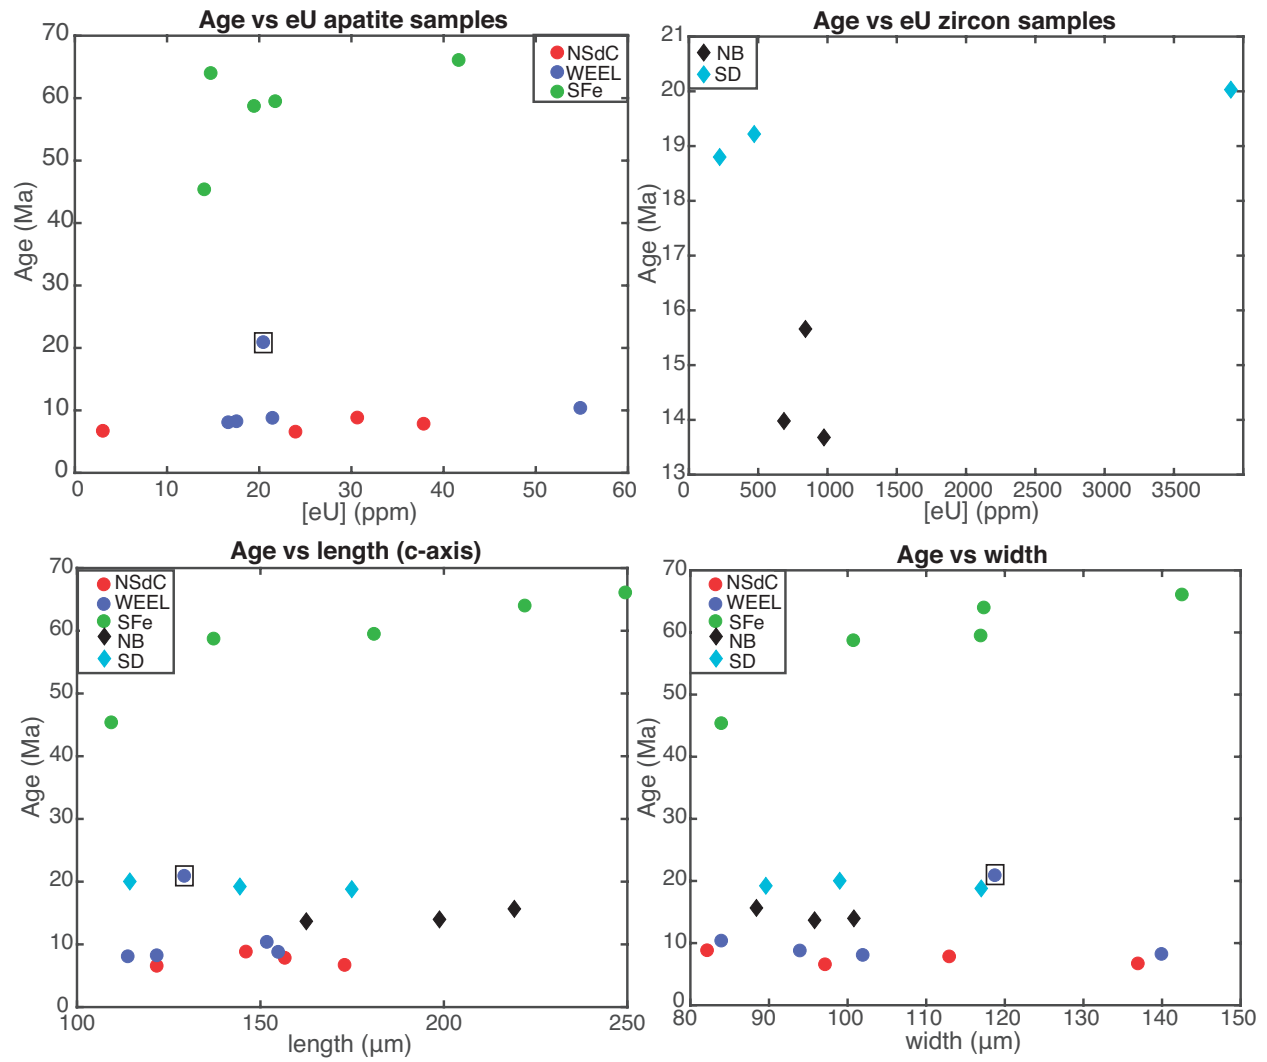 Age vs eU apatite samples
70
60
50
40
30
20
10
0
Age (Ma)
NSdC
WEEL
SFe
0 10 20 30 40 50 60
[eU] (ppm)
Age vs eU zircon samples
21
20
19
18
17
16
15
14
13
Age (Ma)
NB
SD
0 500 1000 1500 2000 2500 3000 3500
[eU] (ppm)
Age vs length (c-axis)
70
60
50
40
30
20
10
0
Age (Ma)
NSdC
WEEL
SFe
NB
SD
100 150 200 250
length (μm)
Age vs width
70
60
50
40
30
20
10
0
Age (Ma)
NSdC
WEEL
SFe
NB
SD
80 90 100 110 120 130 140 150
width (μm)